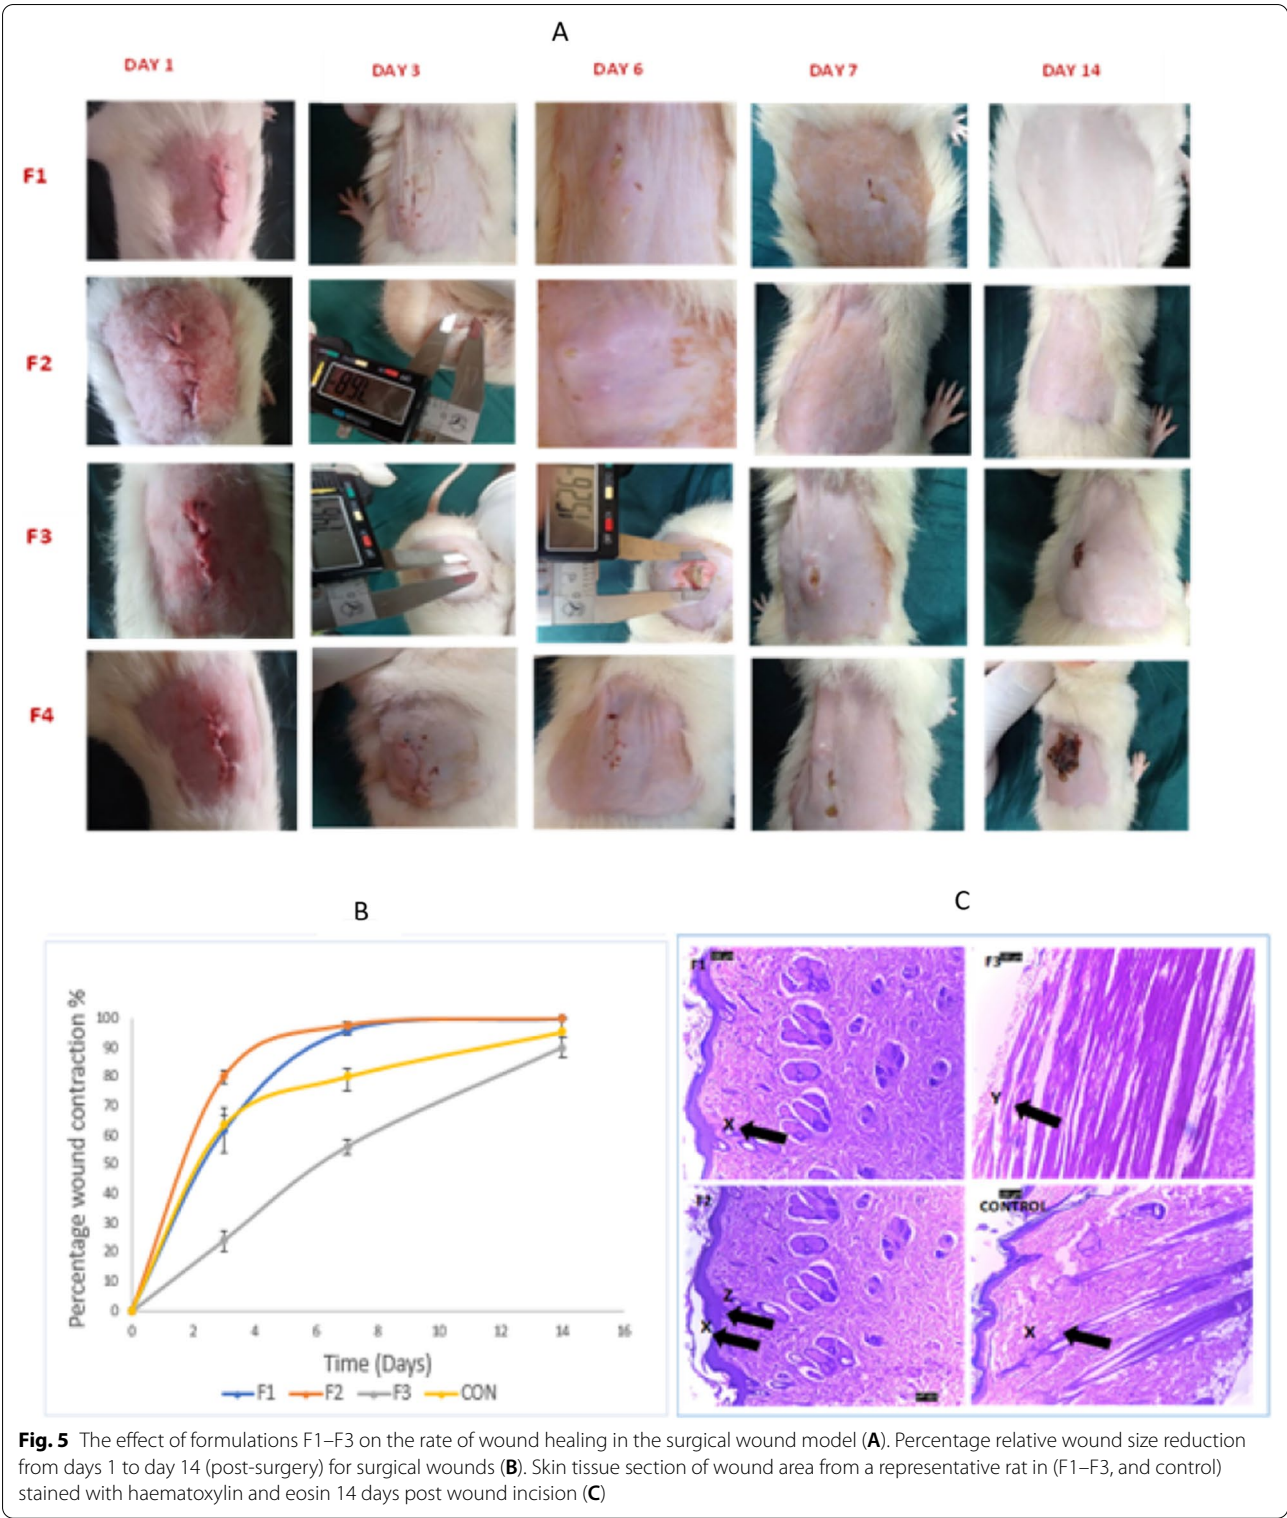 A
DAY 1
DAY 3
DAY 6
DAY 7
DAY 14
F1
F2
F3
F4
B
C
Percentage wound contraction %
100
90
80
70
60
50
40
30
20
10
0
0 2 4 6 8 10 12 14 16
Time (Days)
F1 F2 F3 CON
F1
X
F3
Y
F2
Z
X
CONTROL
X
Fig. 5 The effect of formulations F1–F3 on the rate of wound healing in the surgical wound model (A). Percentage relative wound size reduction
from days 1 to day 14 (post-surgery) for surgical wounds (B). Skin tissue section of wound area from a representative rat in (F1–F3, and control)
stained with haematoxylin and eosin 14 days post wound incision (C)